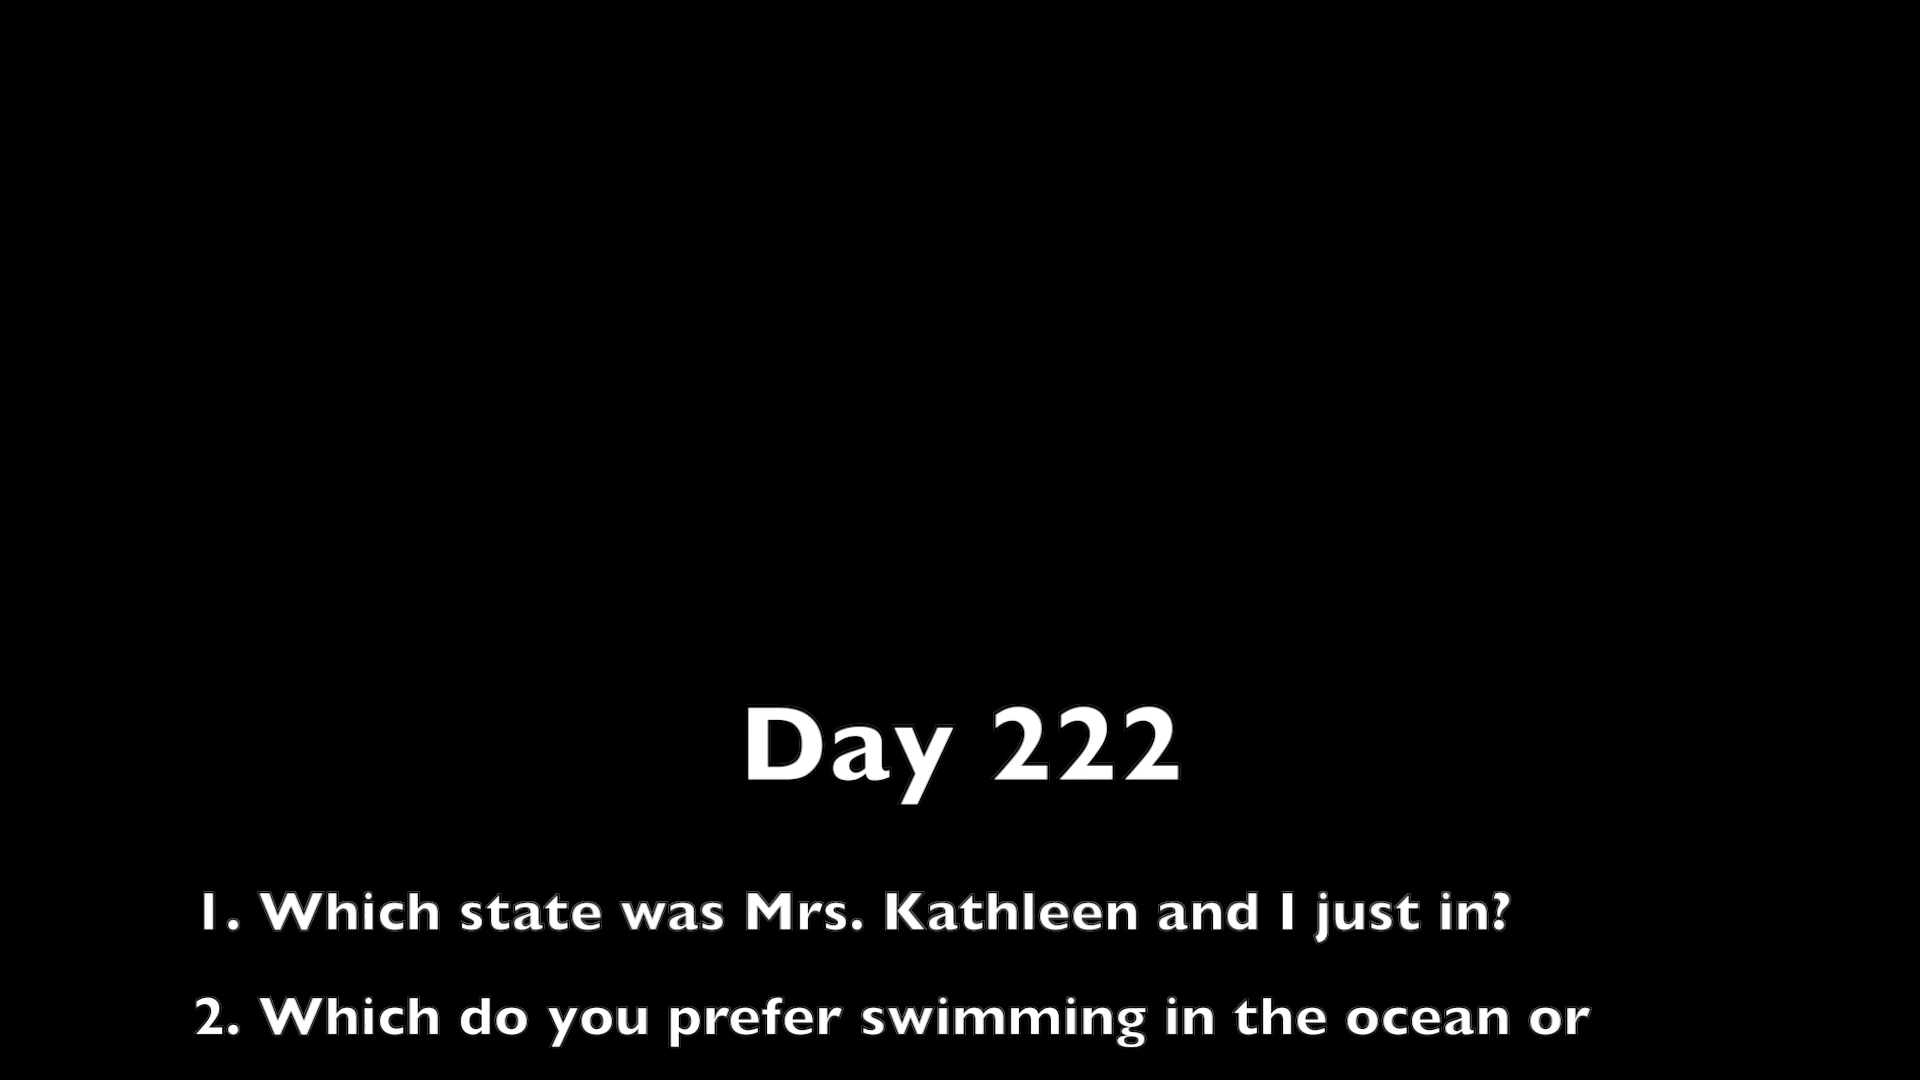 Day 222
1. Which state was Mrs. Kathleen and I just in?
2. Which do you prefer swimming in the ocean or